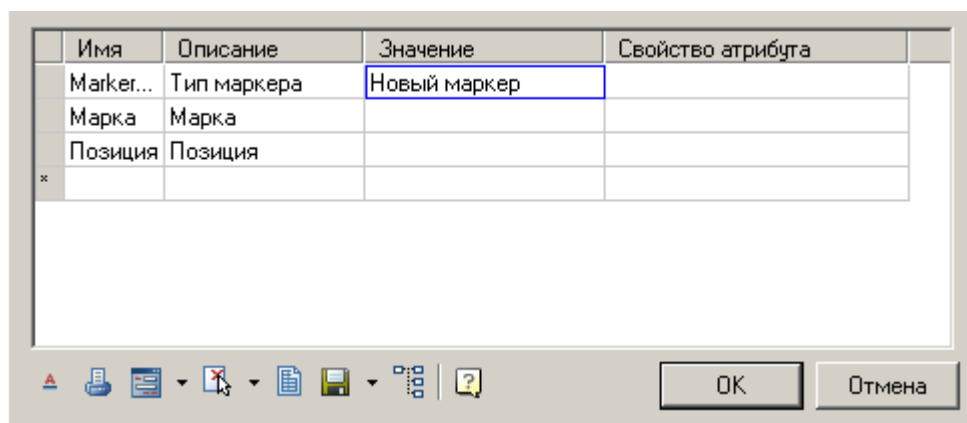 Имя Описание Значение Свойство атрибута
Marker... Тип маркера Новый маркер
Марка Марка
Позиция Позиция
*
A ? OK Отмена